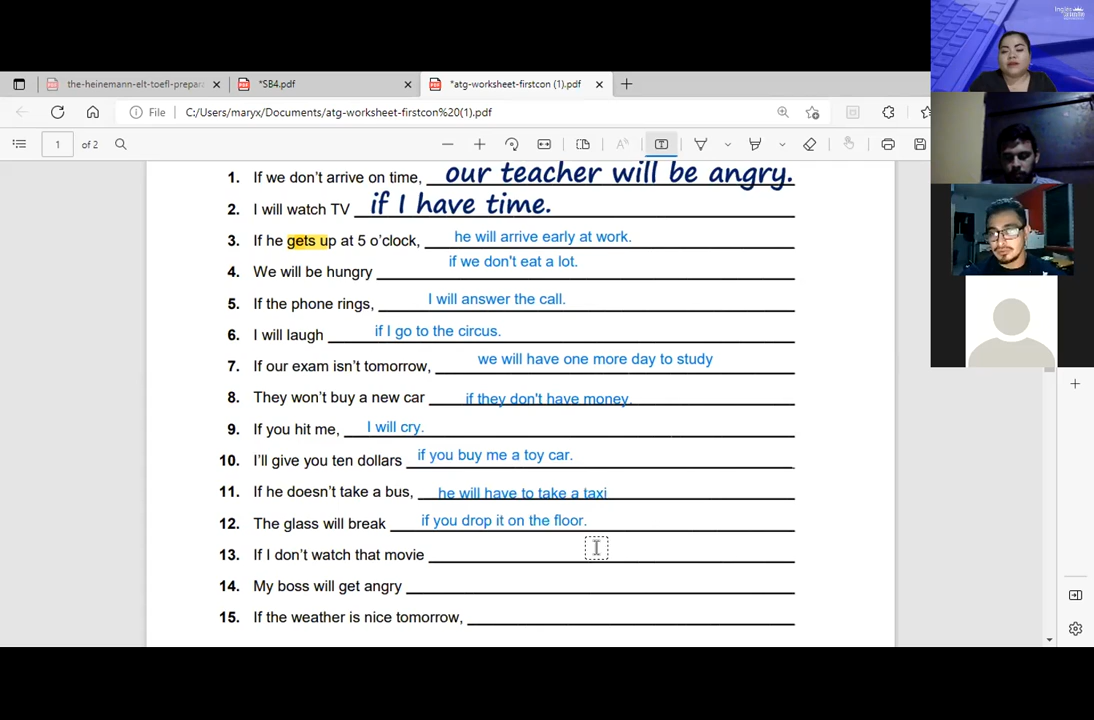 the-heinemann-elt-toefl-prepar
*SB4.pdf
*atg-worksheet-firstcon (1).pdf
File
C:/Users/maryx/Documents/atg-worksheet-firstcon%20(1).pdf
1 of 2
1. If we don't arrive on time, our teacher will be angry.
2. I will watch TV if I have time.
3. If he gets up at 5 o'clock, he will arrive early at work.
4. We will be hungry if we don't eat a lot.
5. If the phone rings, I will answer the call.
6. I will laugh if I go to the circus.
7. If our exam isn't tomorrow, we will have one more day to study
8. They won't buy a new car if they don't have money.
9. If you hit me, I will cry.
10. I'll give you ten dollars if you buy me a toy car.
11. If he doesn't take a bus, he will have to take a taxi
12. The glass will break if you drop it on the floor.
13. If I don't watch that movie
14. My boss will get angry
15. If the weather is nice tomorrow,